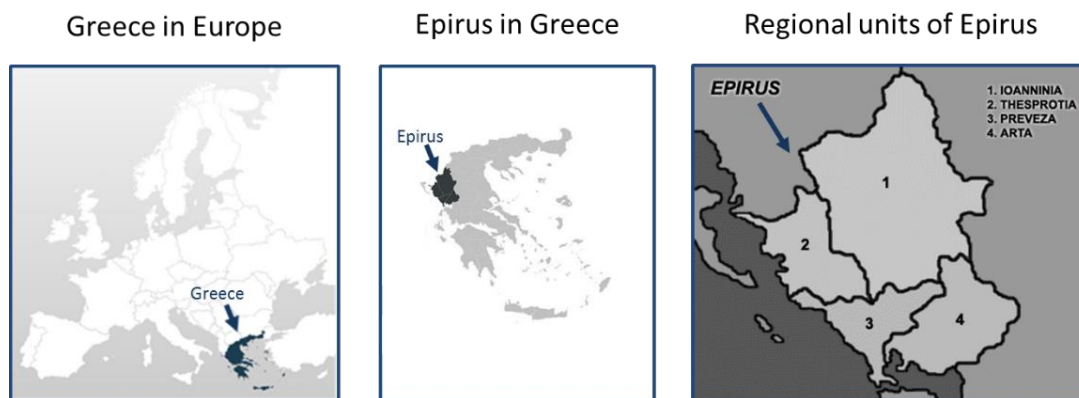 Greece in Europe
Epirus in Greece
Regional units of Epirus
Greece
Epirus
EPIRUS
1. IOANNINIA
2. THESPROTIA
3. PREVEZA
4. ARTA
1
2
3
4